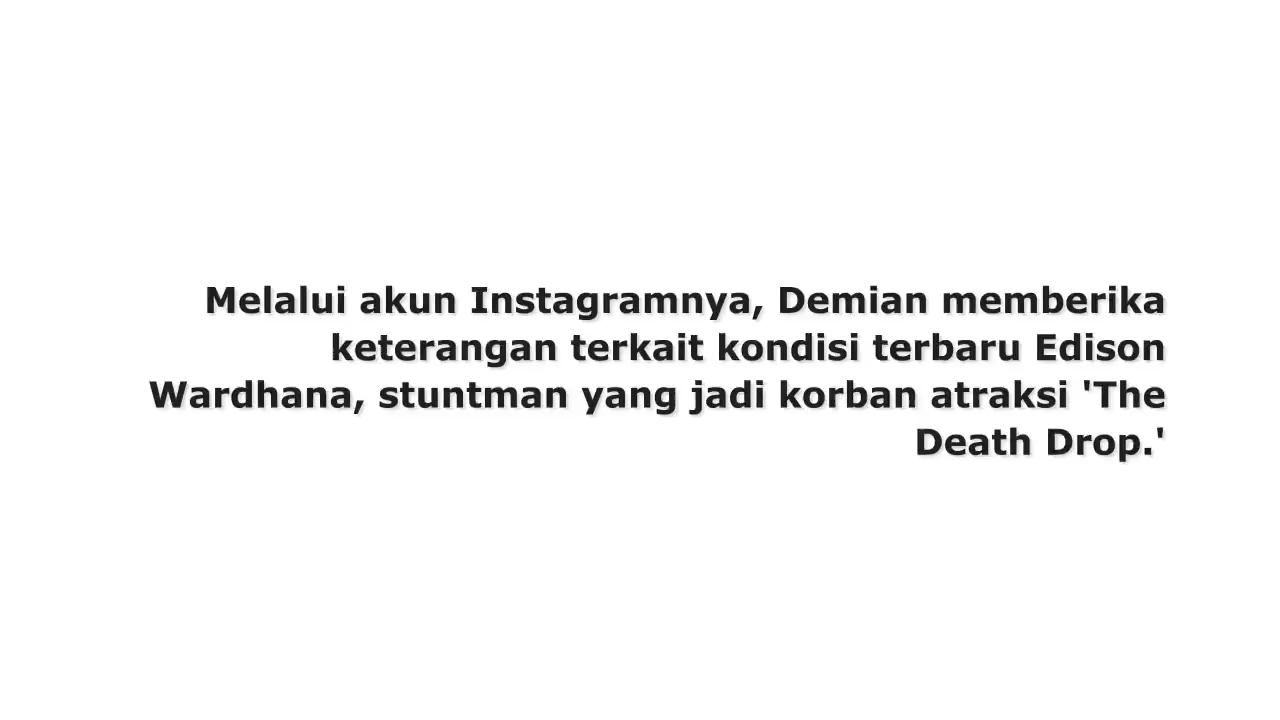 Melalui akun Instagramnya, Demian memberika
keterangan terkait kondisi terbaru Edison
Wardhana, stuntman yang jadi korban atraksi 'The
Death Drop.'